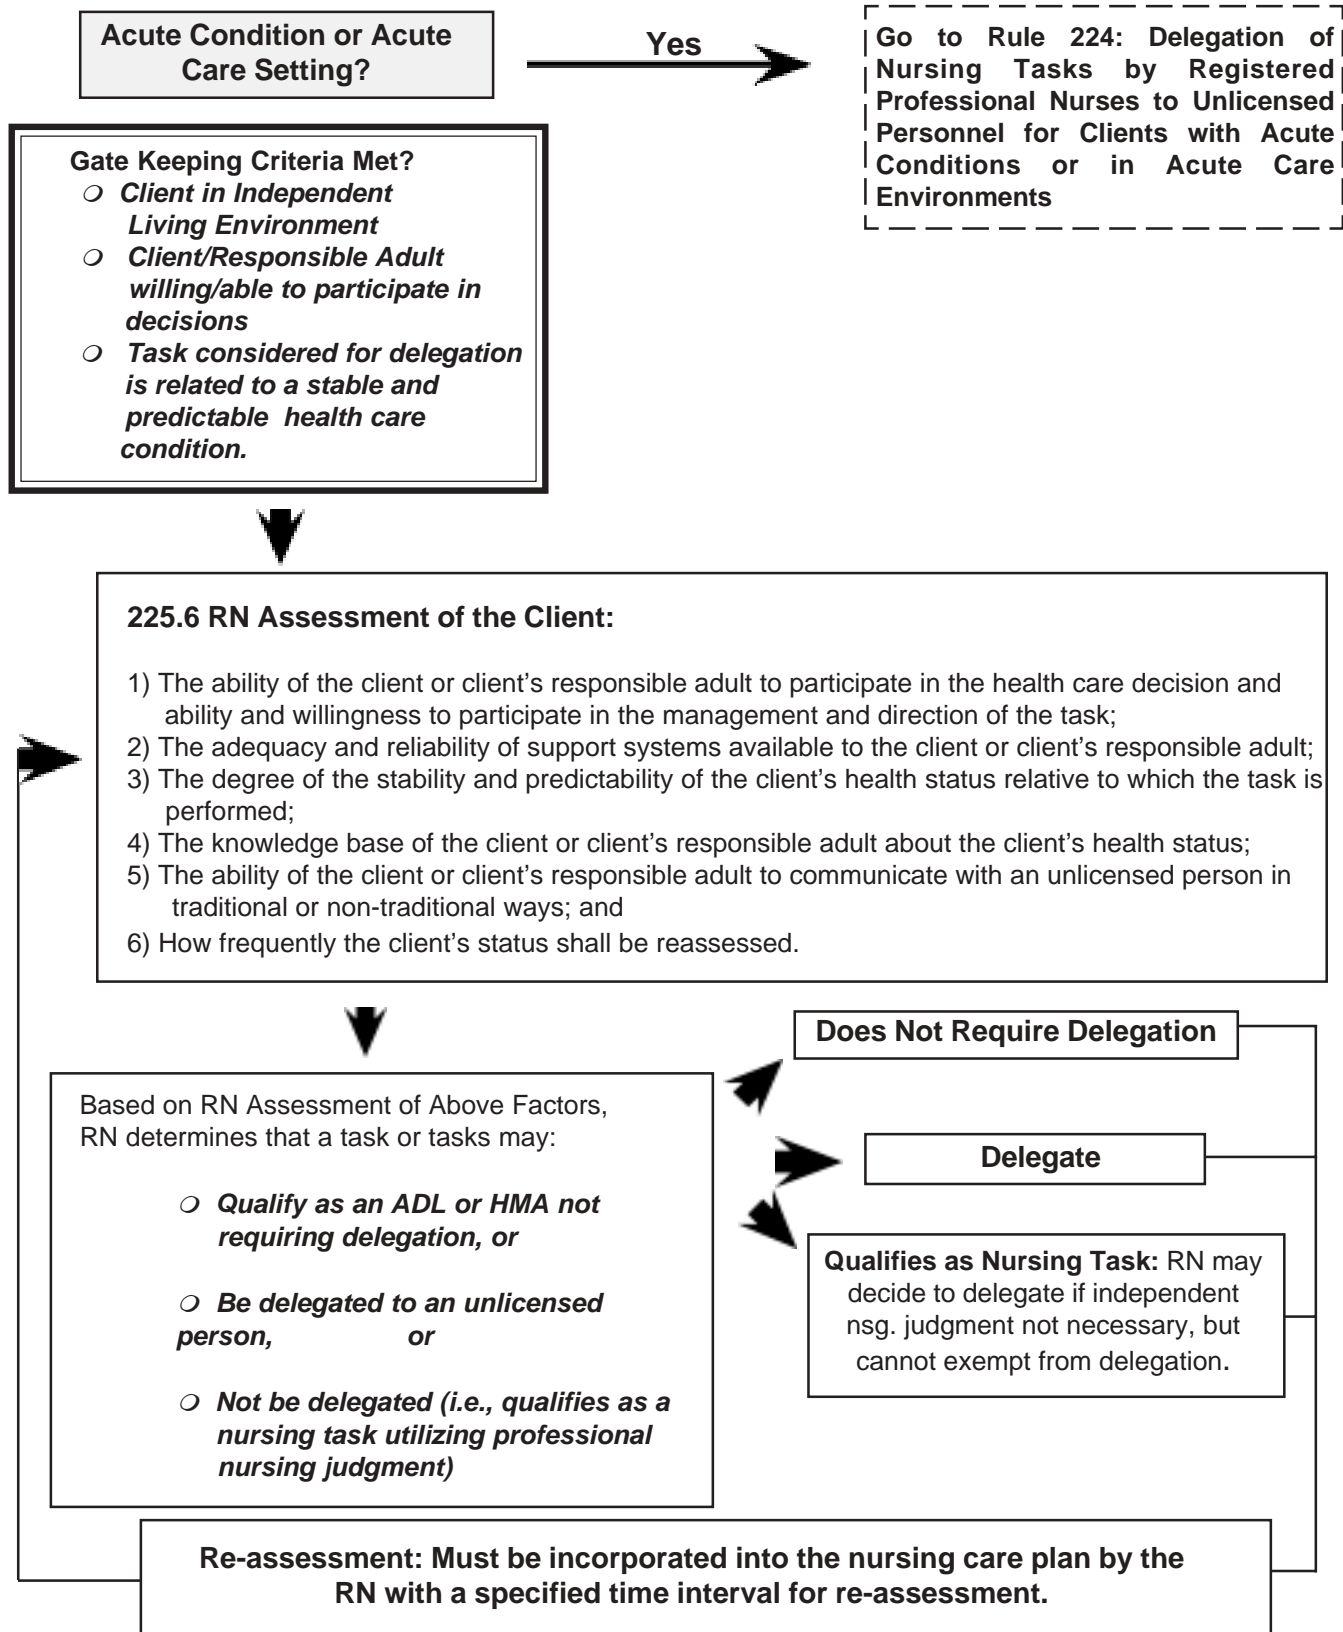 Acute Condition or Acute
Care Setting?
Yes
Go to Rule 224: Delegation of
Nursing Tasks by Registered
Professional Nurses to Unlicensed
Personnel for Clients with Acute
Conditions or in Acute Care
Environments
Gate Keeping Criteria Met?
❍ Client in Independent
Living Environment
❍ Client/Responsible Adult
willing/able to participate in
decisions
❍ Task considered for delegation
is related to a stable and
predictable health care
condition.
225.6 RN Assessment of the Client:
1) The ability of the client or client’s responsible adult to participate in the health care decision and
ability and willingness to participate in the management and direction of the task;
2) The adequacy and reliability of support systems available to the client or client’s responsible adult;
3) The degree of the stability and predictability of the client’s health status relative to which the task is
performed;
4) The knowledge base of the client or client’s responsible adult about the client’s health status;
5) The ability of the client or client’s responsible adult to communicate with an unlicensed person in
traditional or non-traditional ways; and
6) How frequently the client’s status shall be reassessed.
Based on RN Assessment of Above Factors,
RN determines that a task or tasks may:
❍ Qualify as an ADL or HMA not
requiring delegation, or
❍ Be delegated to an unlicensed
person, or
❍ Not be delegated (i.e., qualifies as a
nursing task utilizing professional
nursing judgment)
Does Not Require Delegation
Delegate
Qualifies as Nursing Task: RN may
decide to delegate if independent
nsg. judgment not necessary, but
cannot exempt from delegation.
Re-assessment: Must be incorporated into the nursing care plan by the
RN with a specified time interval for re-assessment.